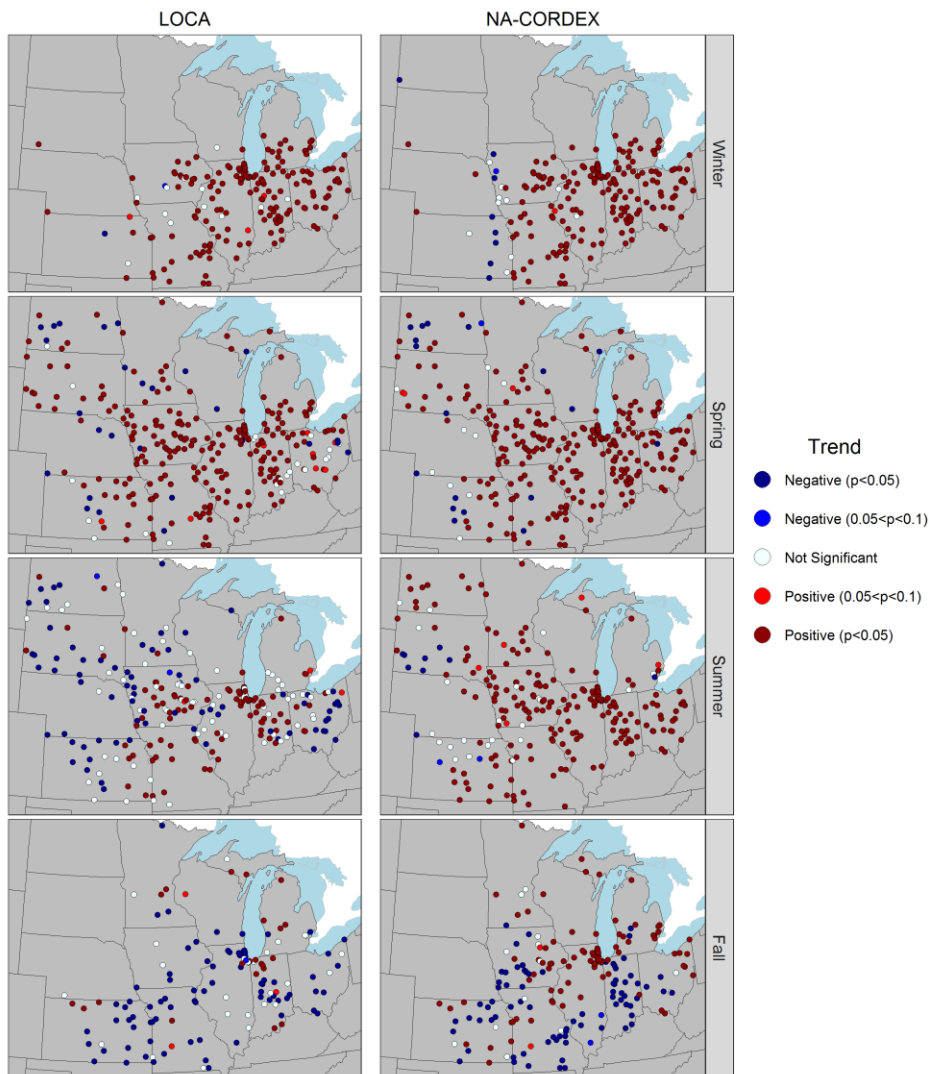 LOCA
NA-CORDEX
Winter
Spring
Summer
Fall
Trend
Negative (p<0.05)
Negative (0.05<p<0.1)
Not Significant
Positive (0.05<p<0.1)
Positive (p<0.05)